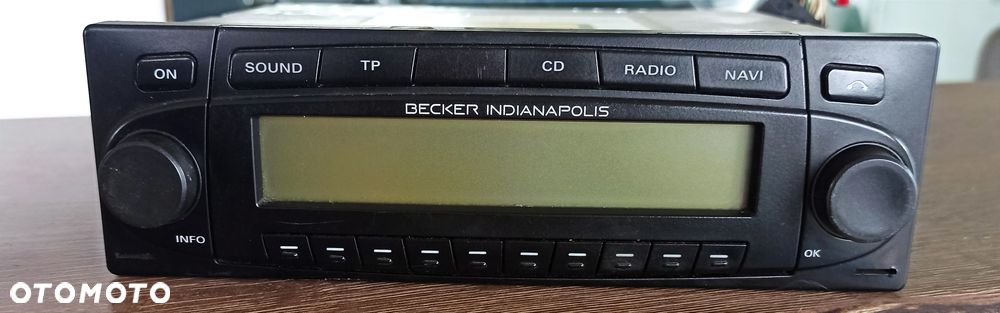 ON
SOUND
TP
CD
RADIO
NAVI
BECKER INDIANAPOLIS
INFO
OK
OTOMOTO